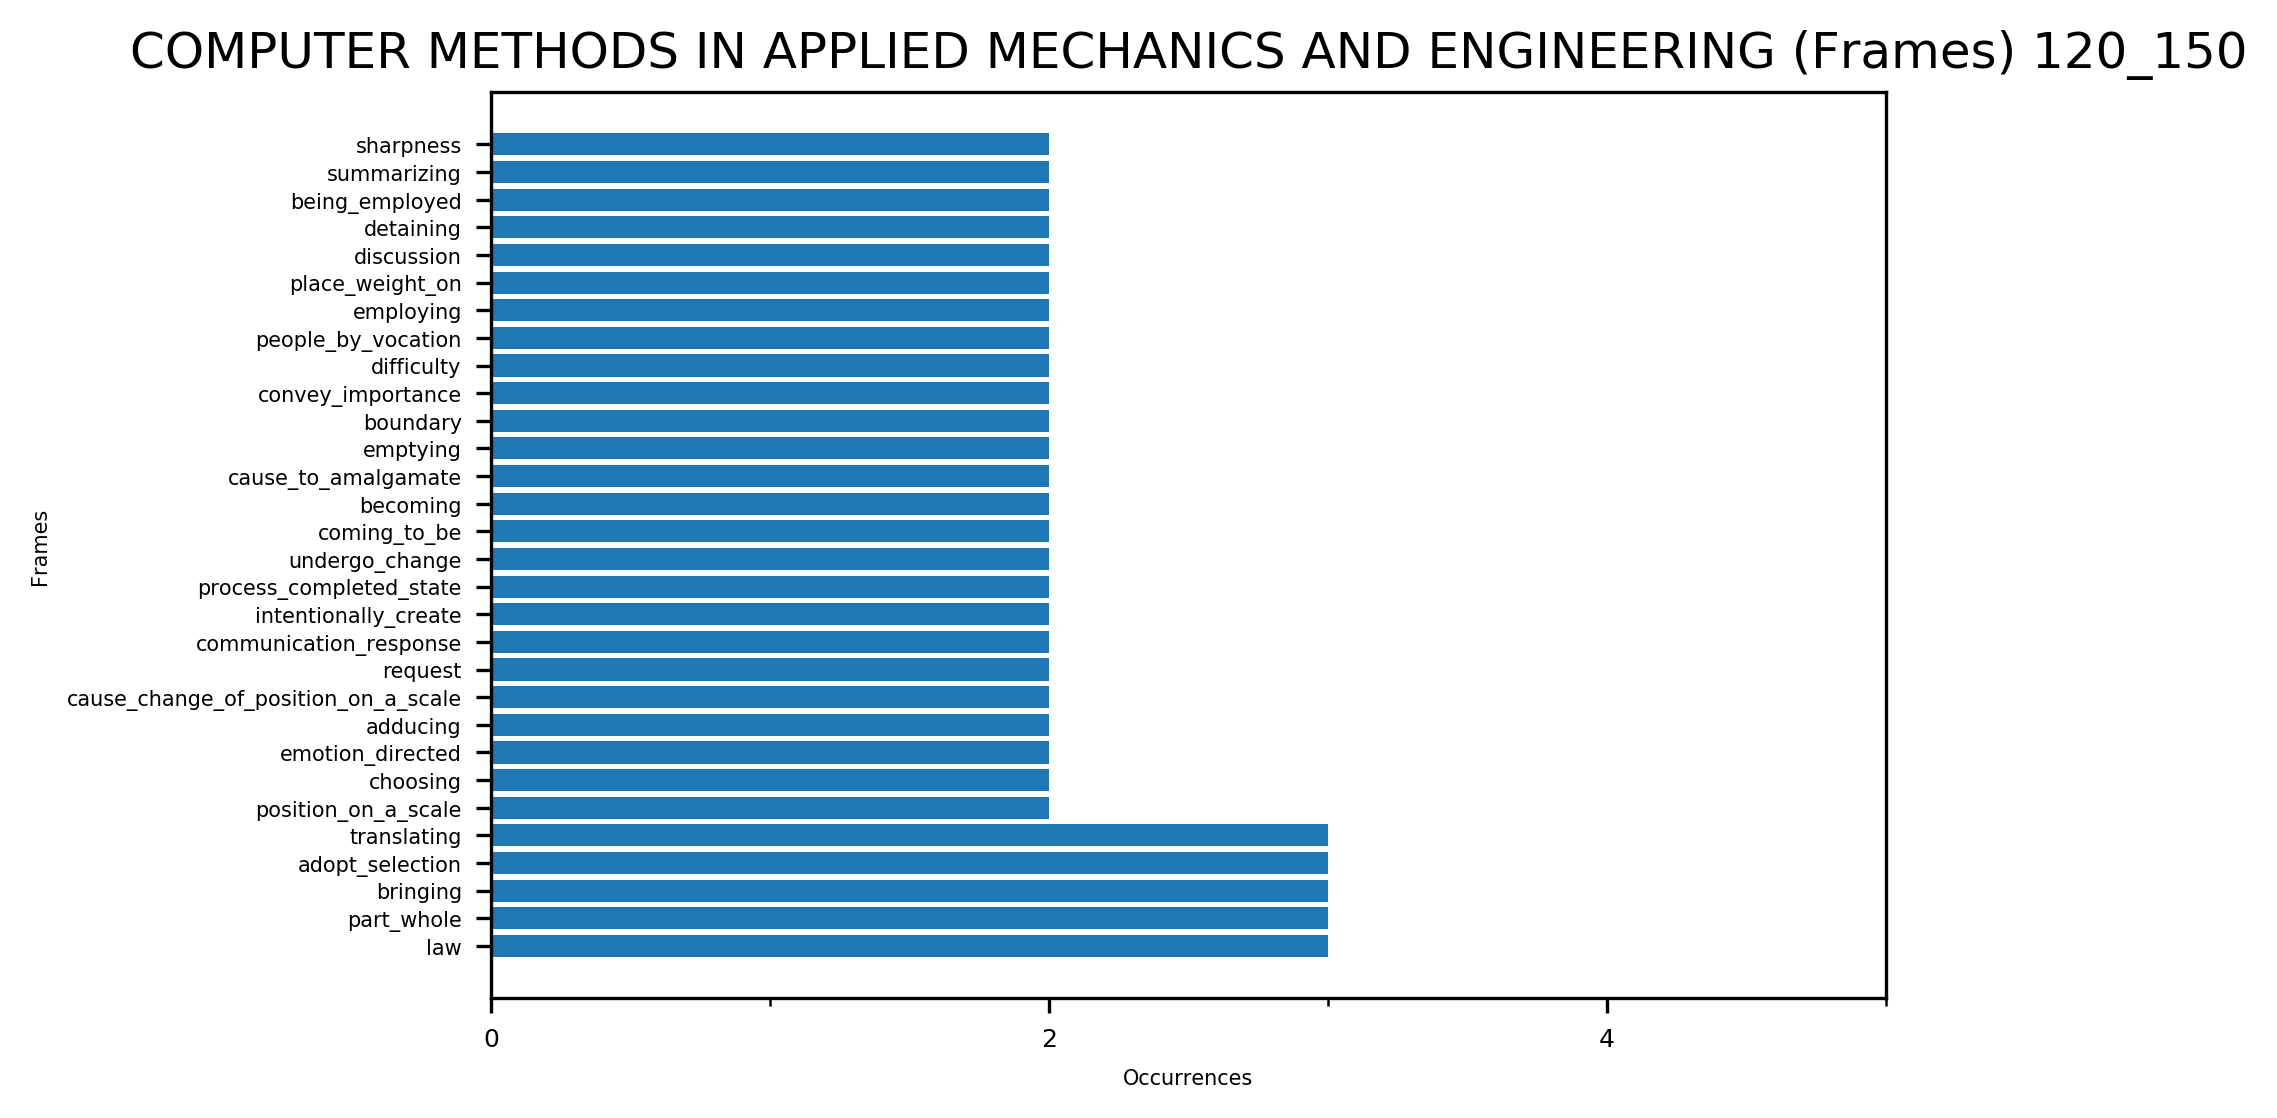 COMPUTER METHODS IN APPLIED MECHANICS AND ENGINEERING (Frames) 120_150
sharpness
summarizing
being_employed
detaining
discussion
place_weight_on
employing
people_by_vocation
difficulty
convey_importance
boundary
emptying
cause_to_amalgamate
becoming
coming_to_be
undergo_change
process_completed_state
intentionally_create
communication_response
request
cause_change_of_position_on_a_scale
adducing
emotion_directed
choosing
position_on_a_scale
translating
adopt_selection
bringing
part_whole
law
Frames
0 2 4
Occurrences